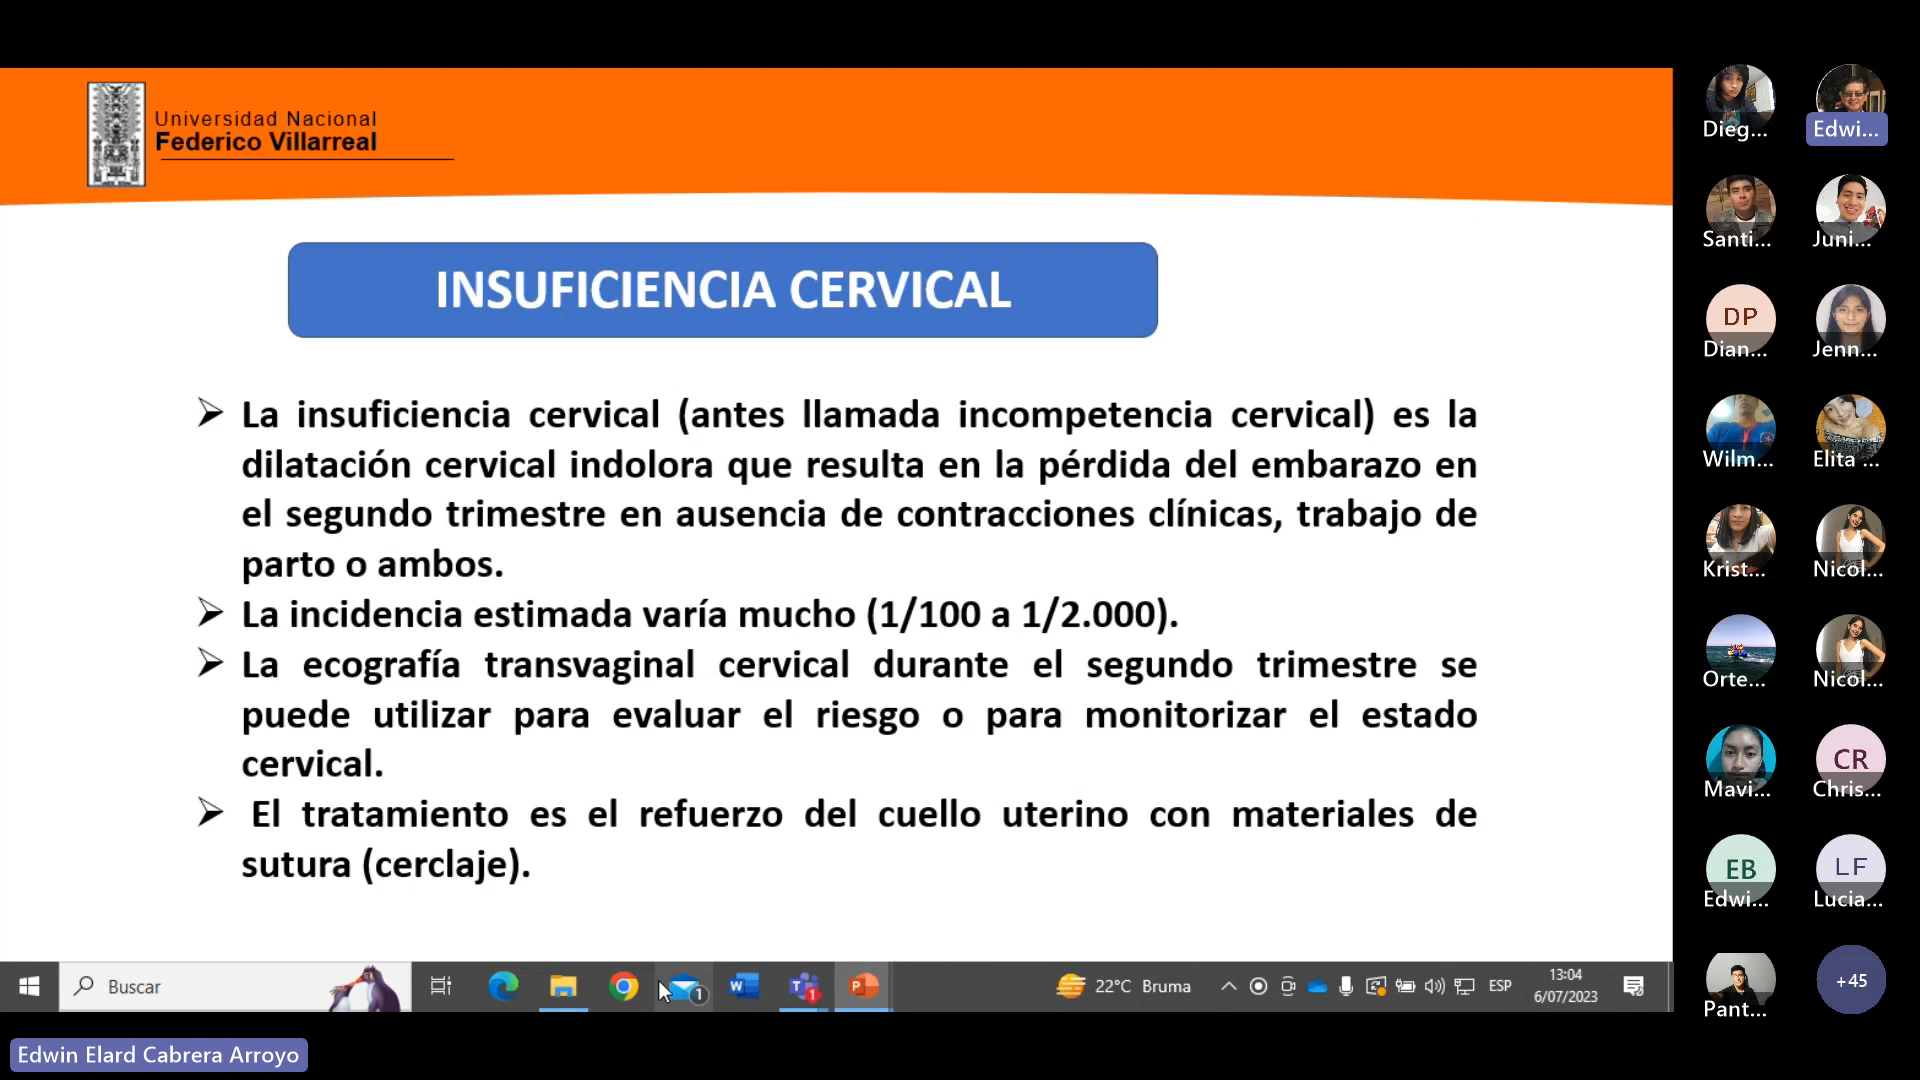 Universidad Nacional
Federico Villarreal
INSUFICIENCIA CERVICAL
La insuficiencia cervical (antes llamada incompetencia cervical) es la
dilatación cervical indolora que resulta en la pérdida del embarazo en
el segundo trimestre en ausencia de contracciones clínicas, trabajo de
parto o ambos.
La incidencia estimada varía mucho (1/100 a 1/2.000).
La ecografía transvaginal cervical durante el segundo trimestre se
puede utilizar para evaluar el riesgo o para monitorizar el estado
cervical.
El tratamiento es el refuerzo del cuello uterino con materiales de
sutura (cerclaje).
Buscar
1
1
22°C Bruma
ESP
13:04
6/07/2023
Edwin Elard Cabrera Arroyo
Dieg...
Edwi...
Santi...
Juni...
DP
Dian...
Jenn...
Wilm...
Elita ...
Krist...
Nicol...
Orte...
Nicol...
Mavi...
CR
Chris...
EB
Edwi...
LF
Lucia...
Pant...
+45